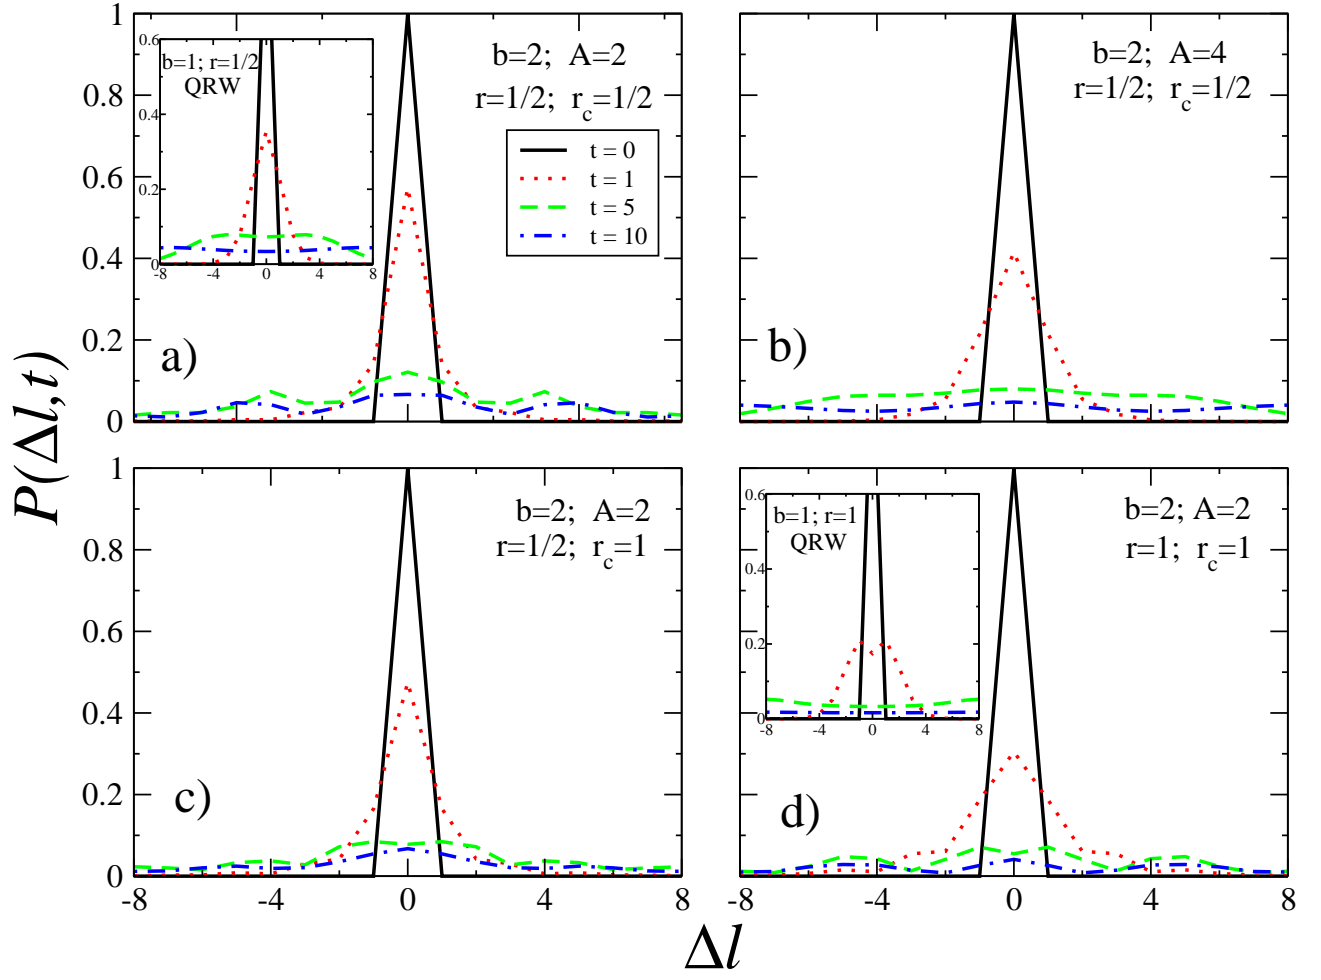 P(Δl,t)
1
0.8
0.6
0.4
0.2
0
b=2; A=2
r=1/2; r_c=1/2
t = 0
t = 1
t = 5
t = 10
0.6
0.4
0.2
0
b=1; r=1/2
QRW
-8 -4 0 4 8
a)
b=2; A=4
r=1/2; r_c=1/2
b)
1
0.8
0.6
0.4
0.2
0
b=2; A=2
r=1/2; r_c=1
c)
-8 -4 0 4 8
b=2; A=2
r=1; r_c=1
0.6
0.4
0.2
0
b=1; r=1
QRW
-8 -4 0 4 8
d)
-8 -4 0 4 8
Δl